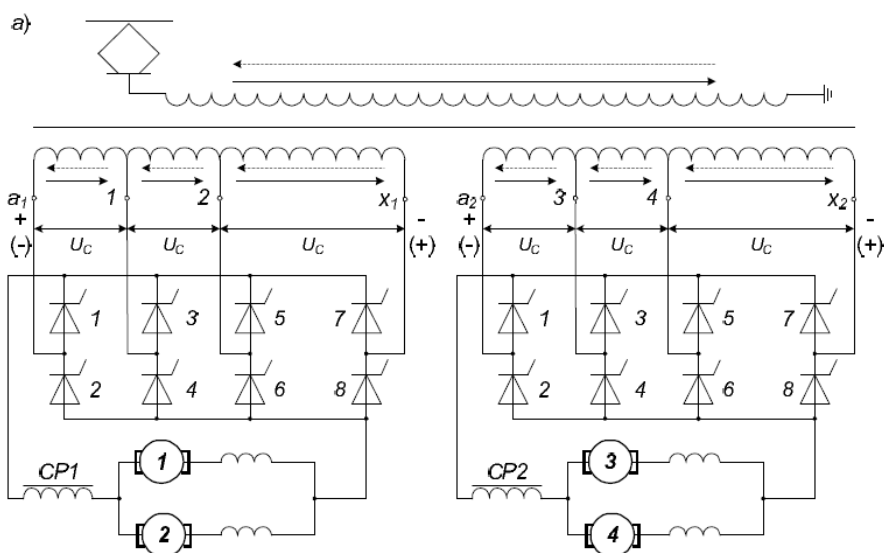 а)
a1 1 2 x1 a2 3 4 x2
+ - + -
(-) UC UC UC (+) (-) UC UC UC (+)
1 3 5 7 1 3 5 7
2 4 6 8 2 4 6 8
СР1 1 СР2 3
2 4